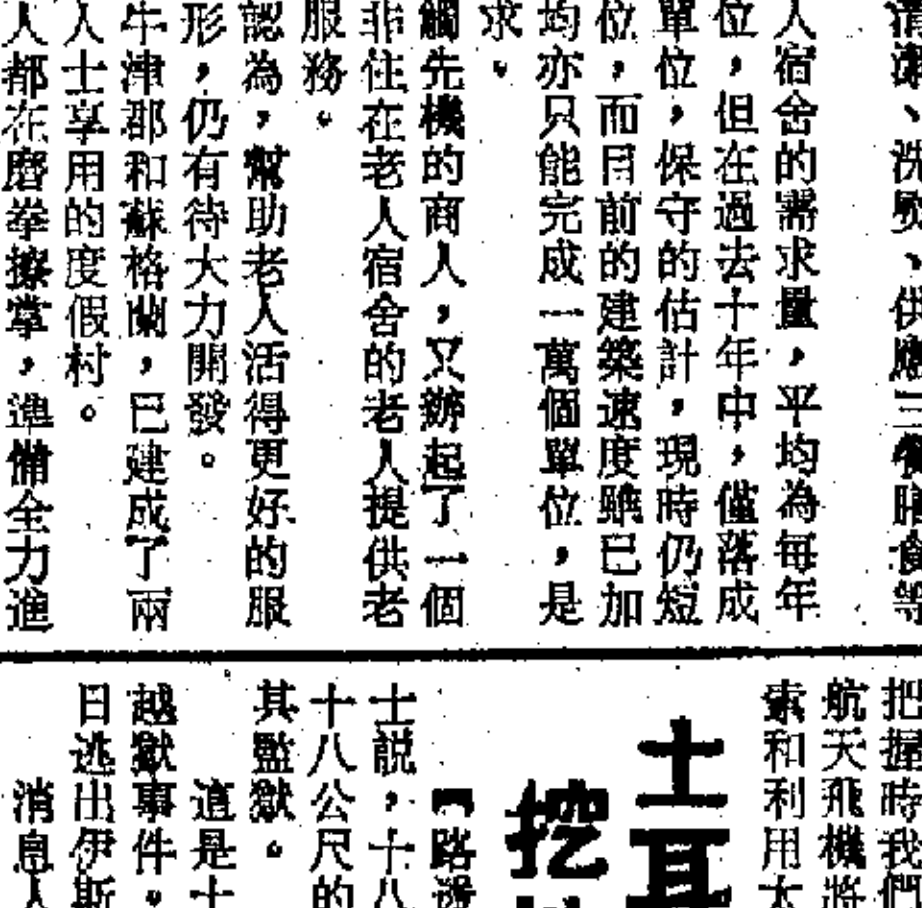 清潔、洗熨、供應三餐膳食等
人宿舍的需求量，平均為每年
位，但在過去十年中，僅落成
單位，保守的估計，現時仍短
位，而目前的建築速度雖已加
均亦只能完成一萬個單位，是
求。
觸先機的商人，又辦起了一個
非住在老人宿舍的老人提供老
服務。
認為，幫助老人活得更好的服
形，仍有待大力開發。
牛津郡和蘇格蘭，已建成了兩
人士享用的度假村。
人都在磨拳擦掌，準備全力進
把握時我們
航天飛機將
索和利用太
土耳
挖
【路透
士說，十八
十八公尺的
其監獄。
這是土
越獄事件。
日逃出伊斯
消息人